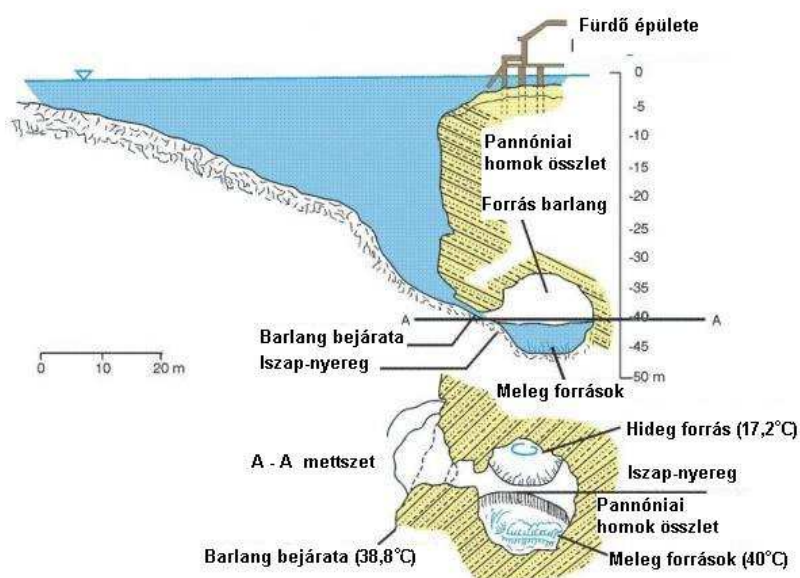 Fürdő épülete
0
-5
-10
Pannóniai
homok összlet
-15
-20
Forrás barlang
-25
-30
-35
A
-40
A
Barlang bejárata
-45
Iszap-nyereg
0 10 20 m
-50 m
Meleg források
Hideg forrás (17,2°C)
A - A mettszet
Iszap-nyereg
Pannóniai
homok összlet
Barlang bejárata (38,8°C)
Meleg források (40°C)